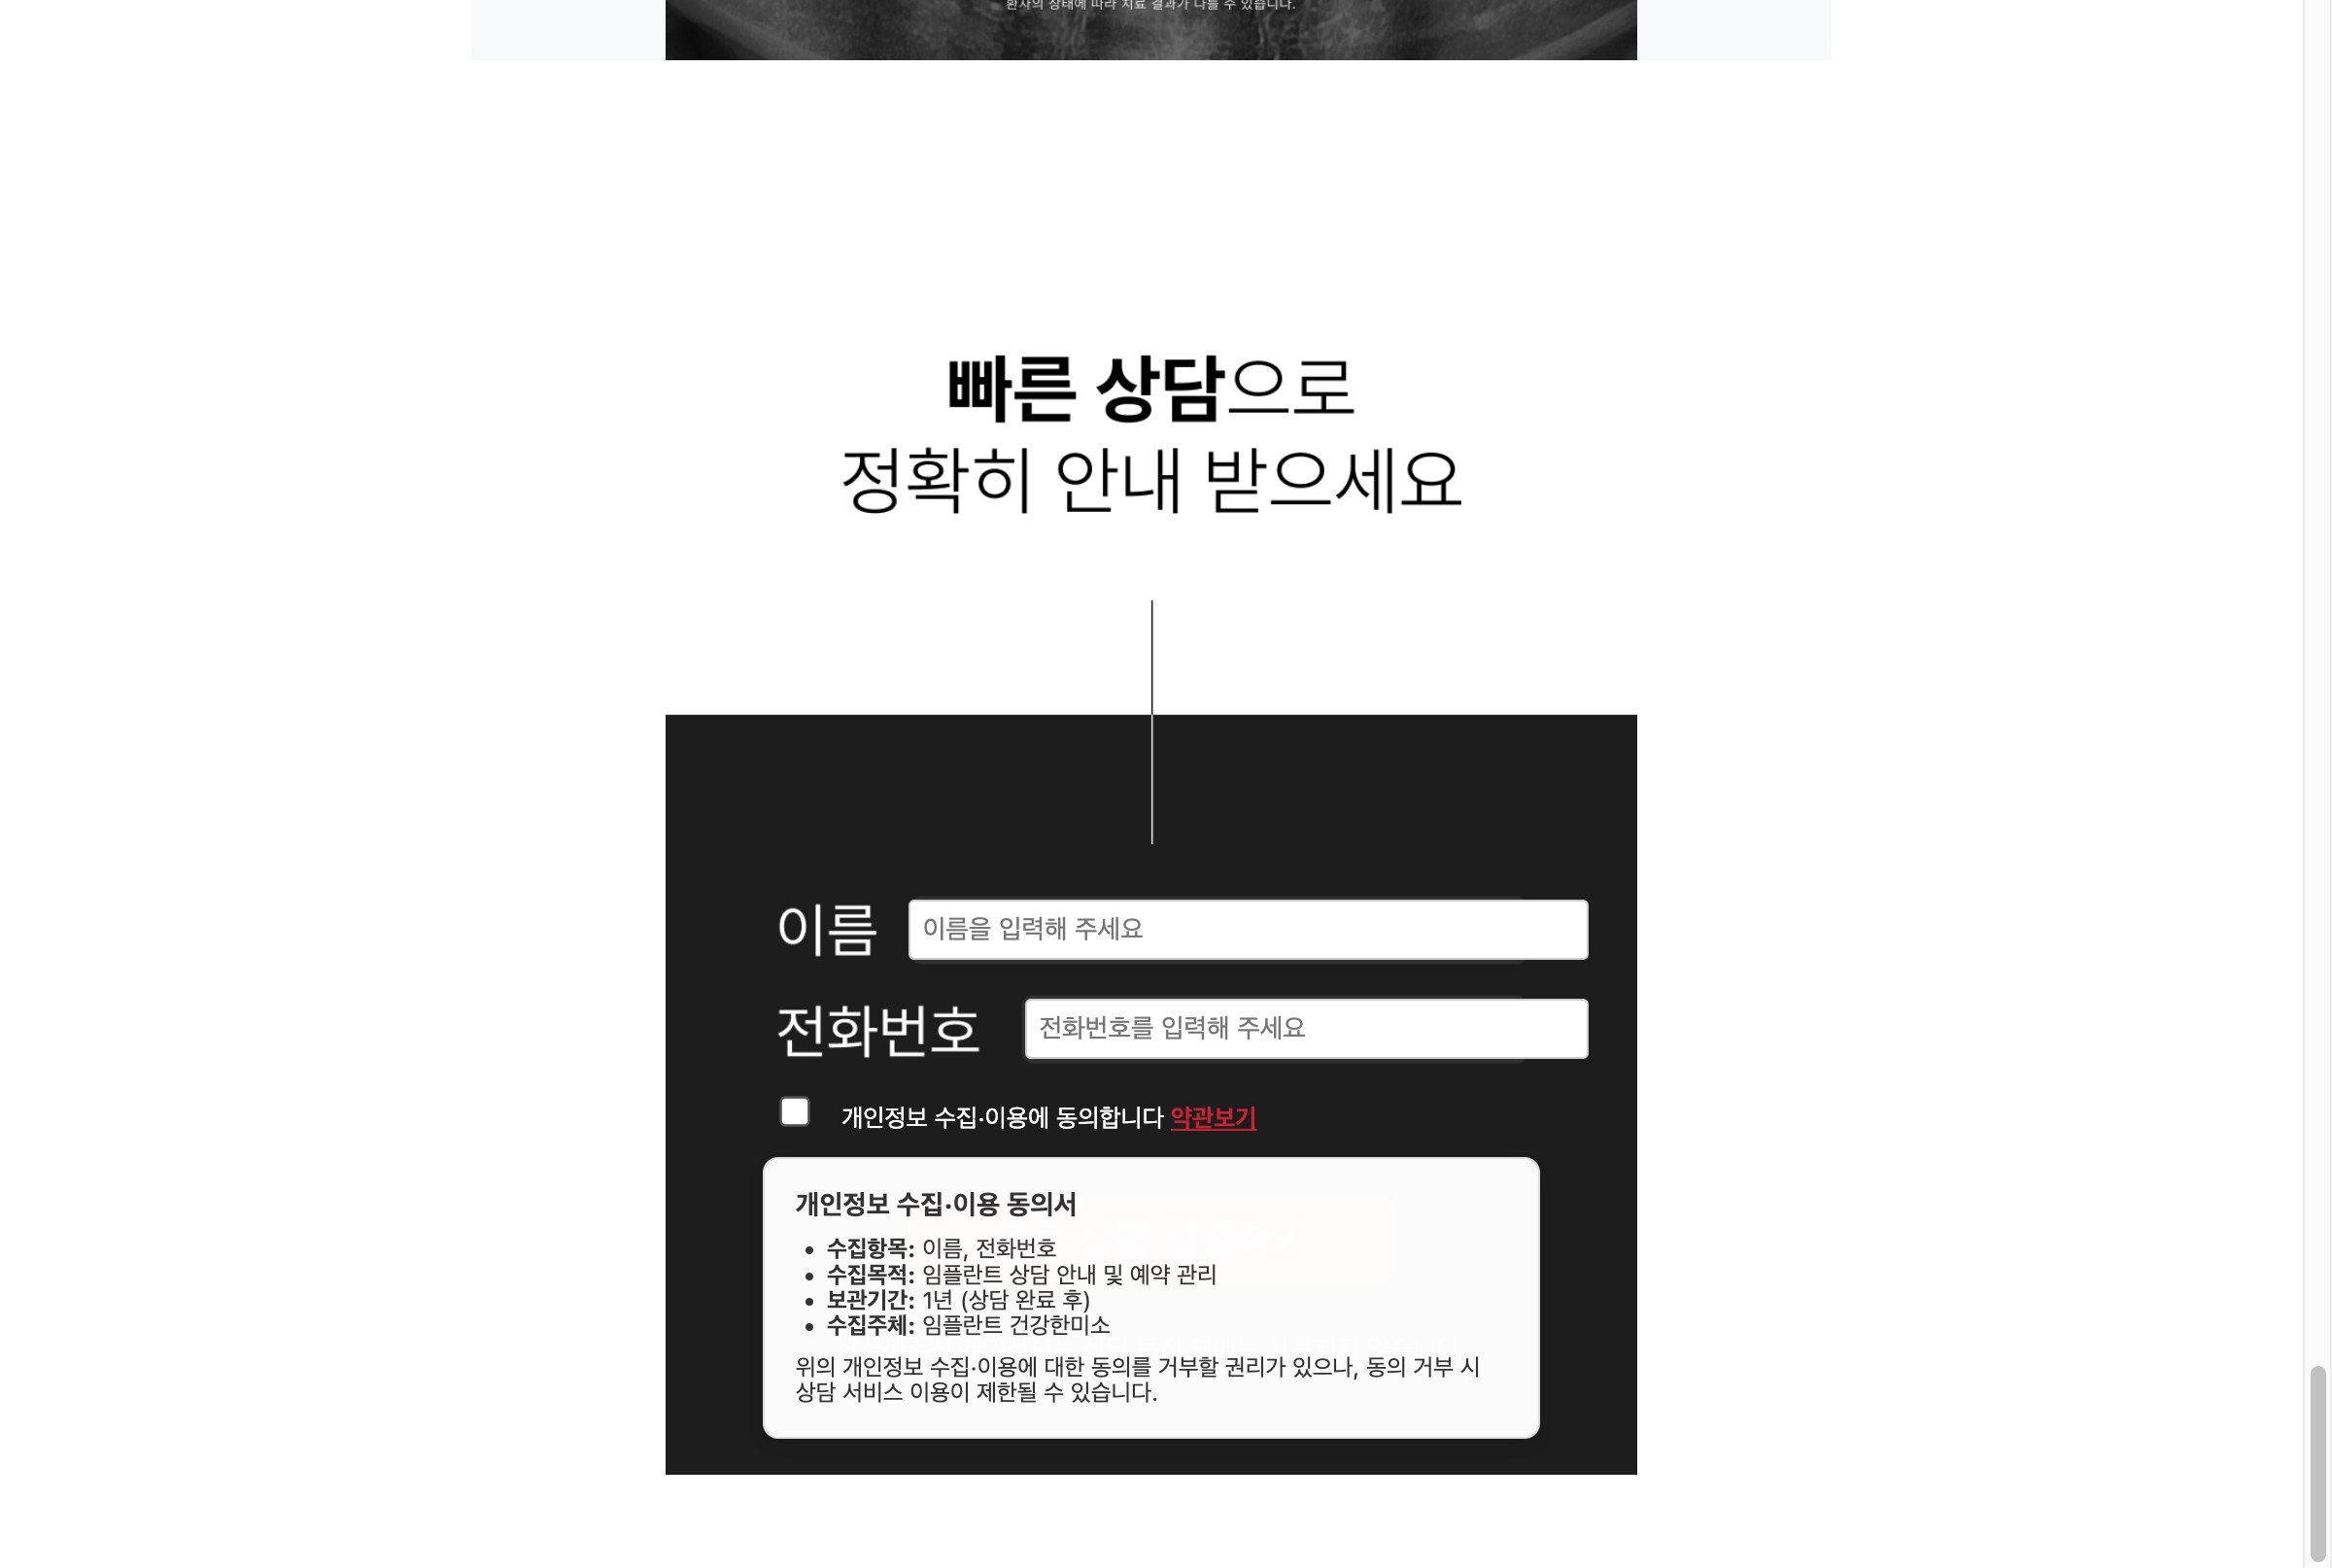 환자의 상태에 따라 치료 결과가 다를 수 있습니다.
빠른 상담으로
정확히 안내 받으세요
이름
이름을 입력해 주세요
전화번호
전화번호를 입력해 주세요
개인정보 수집·이용에 동의합니다 약관보기
개인정보 수집·이용 동의서
• 수집항목: 이름, 전화번호
• 수집목적: 임플란트 상담 안내 및 예약 관리
• 보관기간: 1년 (상담 완료 후)
• 수집주체: 임플란트 건강한미소
위의 개인정보 수집·이용에 대한 동의를 거부할 권리가 있으나, 동의 거부 시
상담 서비스 이용이 제한될 수 있습니다.